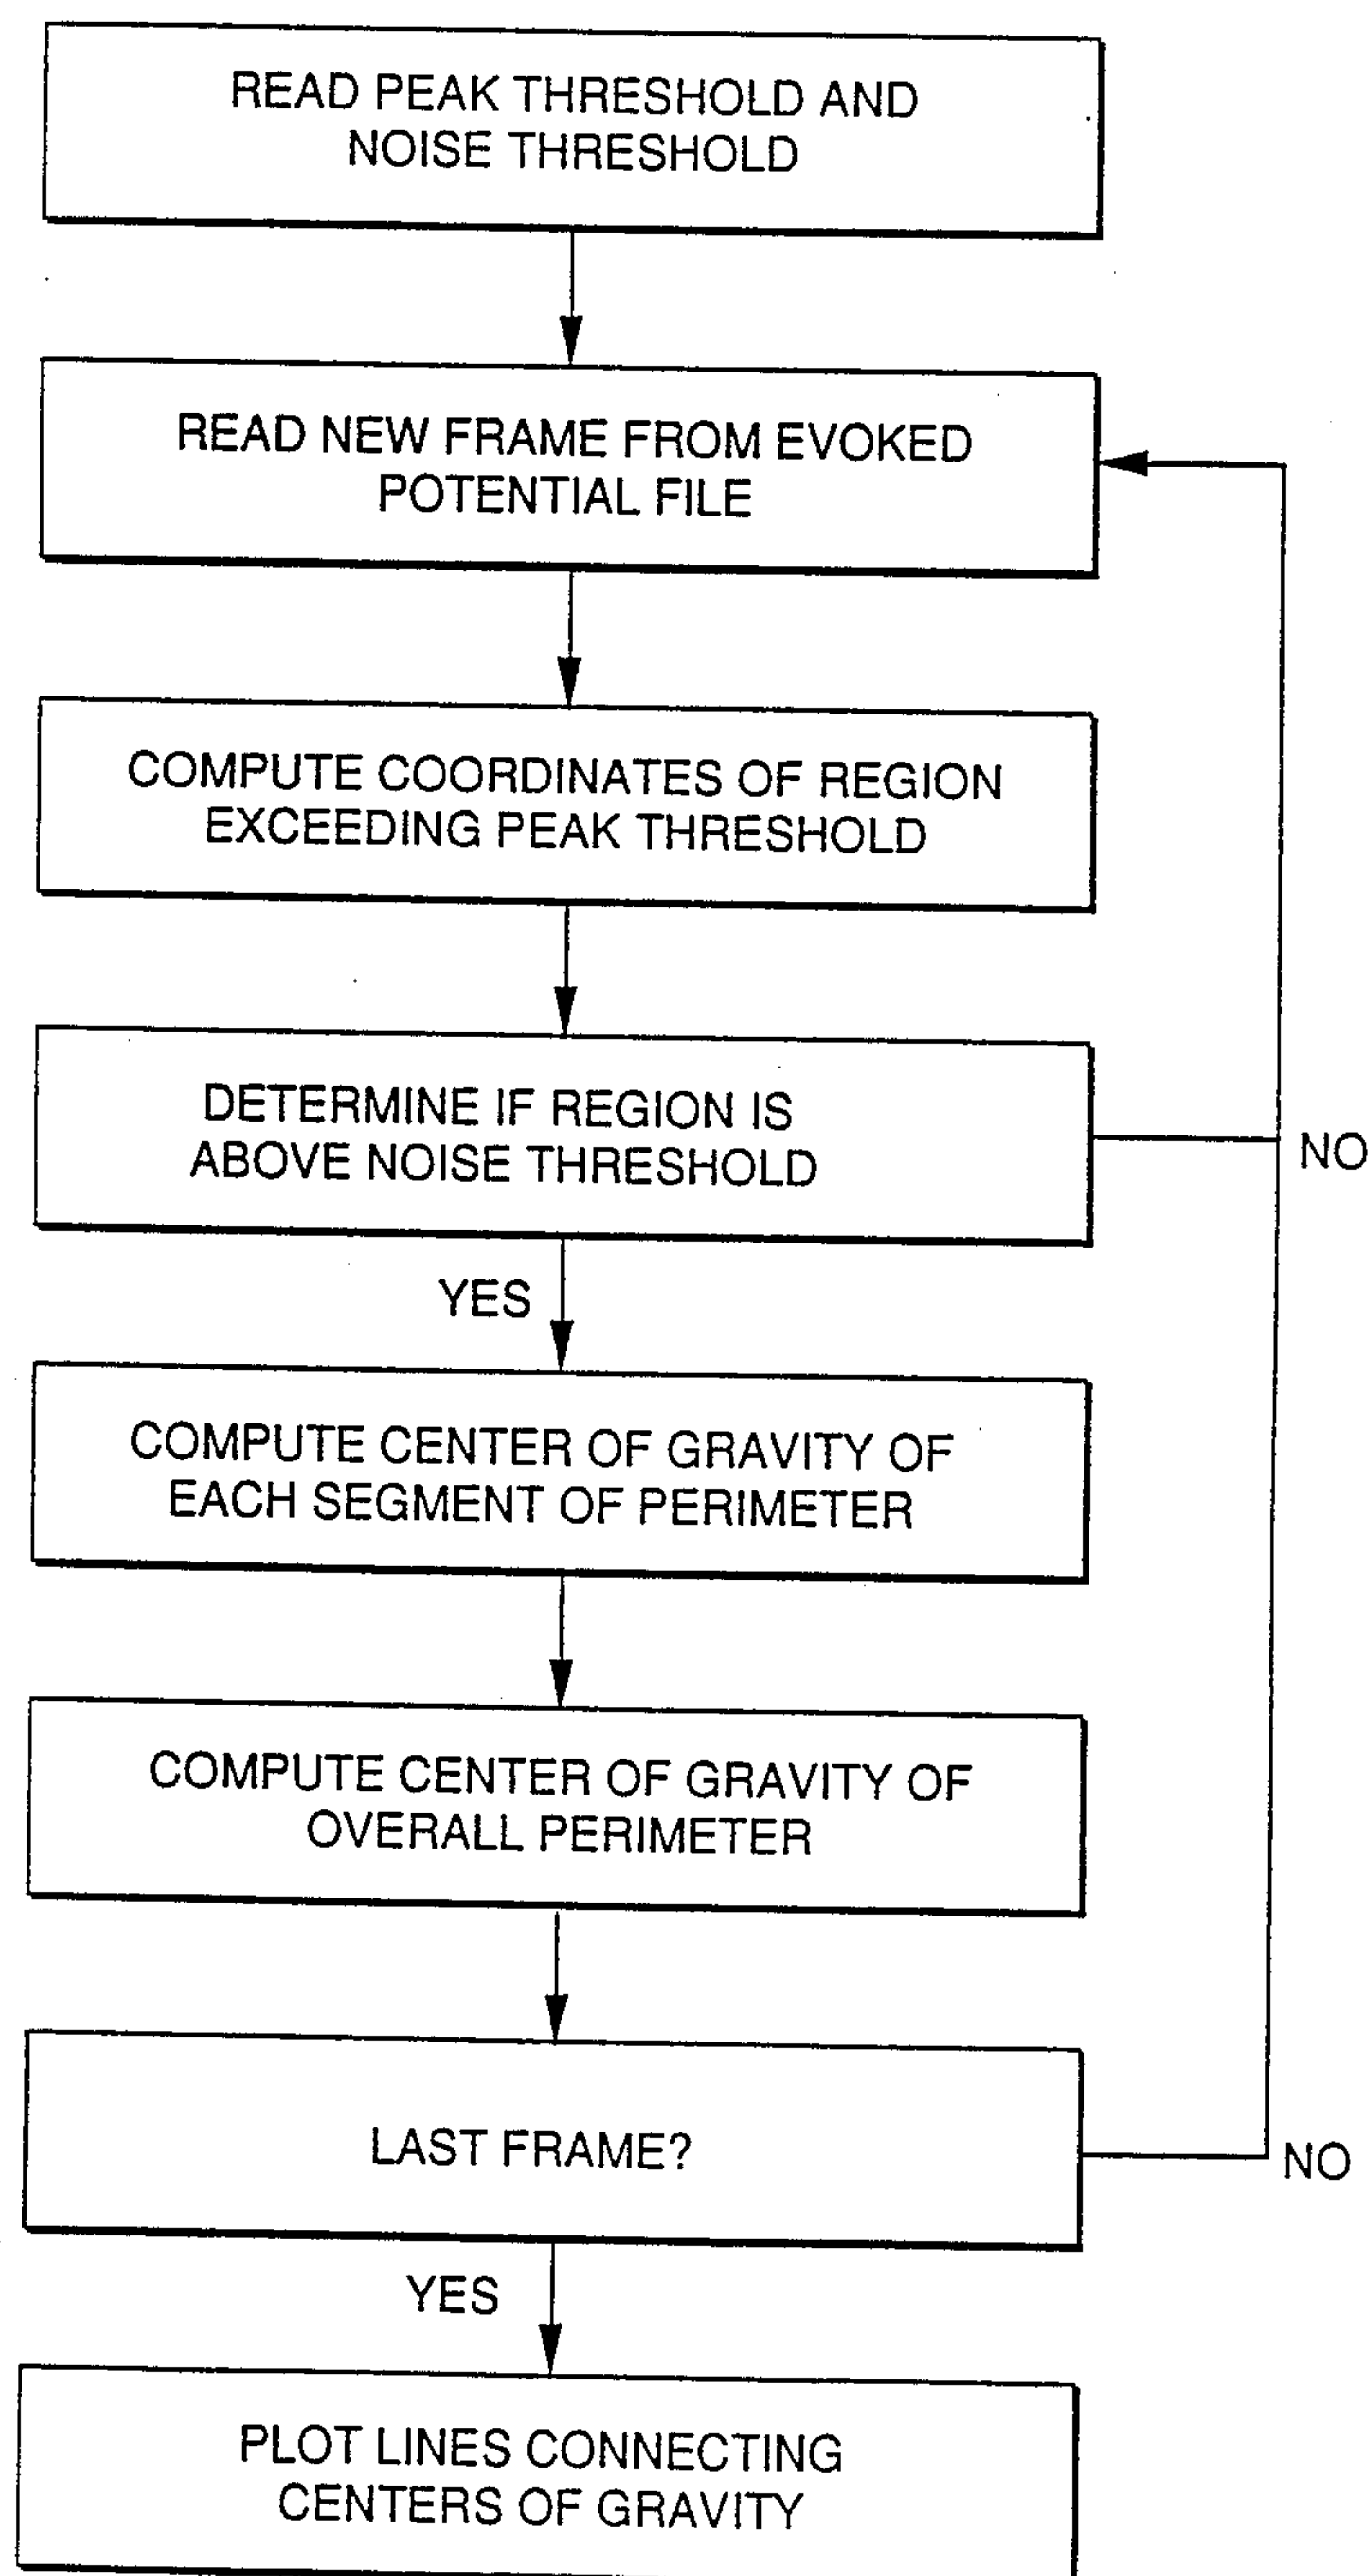 READ PEAK THRESHOLD AND
NOISE THRESHOLD
READ NEW FRAME FROM EVOKED
POTENTIAL FILE
COMPUTE COORDINATES OF REGION
EXCEEDING PEAK THRESHOLD
DETERMINE IF REGION IS
ABOVE NOISE THRESHOLD
NO
YES
COMPUTE CENTER OF GRAVITY OF
EACH SEGMENT OF PERIMETER
COMPUTE CENTER OF GRAVITY OF
OVERALL PERIMETER
LAST FRAME?
NO
YES
PLOT LINES CONNECTING
CENTERS OF GRAVITY